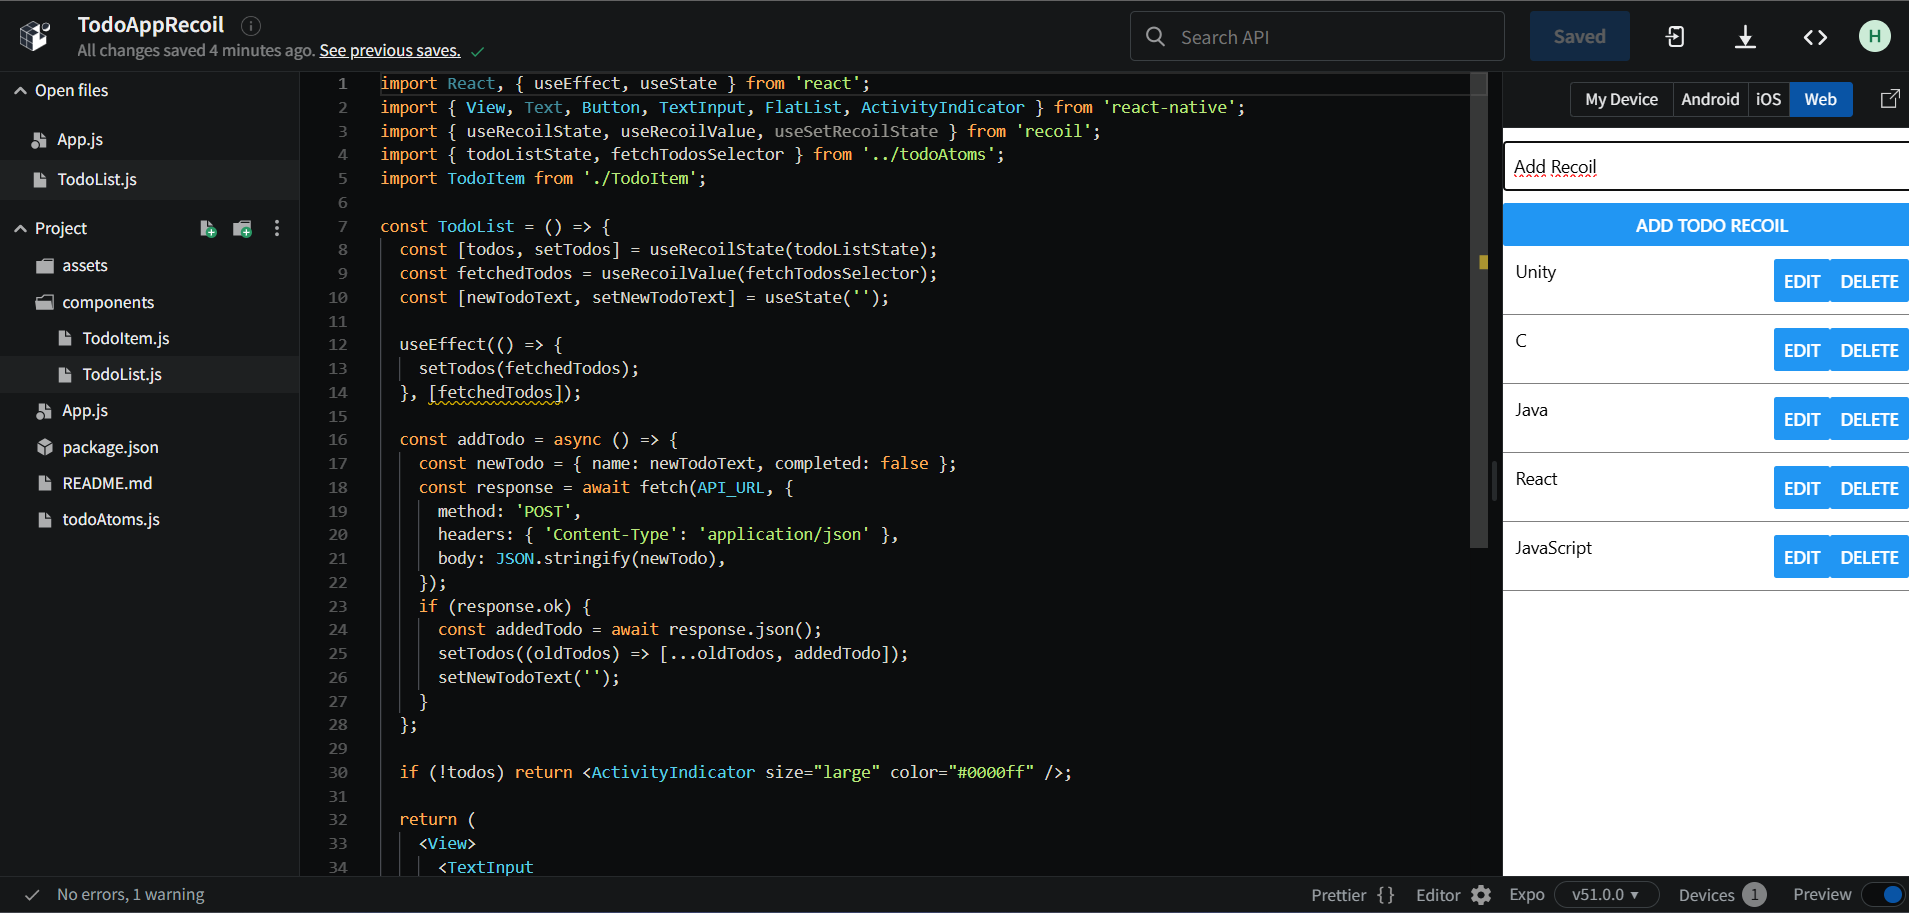 TodoAppRecoil
All changes saved 4 minutes ago. See previous saves.
Search API
Saved
H
Open files
App.js
TodoList.js
Project
assets
components
TodoItem.js
TodoList.js
App.js
package.json
README.md
todoAtoms.js
1 import React, { useEffect, useState } from 'react';
2 import { View, Text, Button, TextInput, FlatList, ActivityIndicator } from 'react-native';
3 import { useRecoilState, useRecoilValue, useSetRecoilState } from 'recoil';
4 import { todoListState, fetchTodosSelector } from '../todoAtoms';
5 import TodoItem from './TodoItem';
6
7 const TodoList = () => {
8 const [todos, setTodos] = useRecoilState(todoListState);
9 const fetchedTodos = useRecoilValue(fetchTodosSelector);
10 const [newTodoText, setNewTodoText] = useState('');
11
12 useEffect(() => {
13 setTodos(fetchedTodos);
14 }, [fetchedTodos]);
15
16 const addTodo = async () => {
17 const newTodo = { name: newTodoText, completed: false };
18 const response = await fetch(API_URL, {
19 method: 'POST',
20 headers: { 'Content-Type': 'application/json' },
21 body: JSON.stringify(newTodo),
22 });
23 if (response.ok) {
24 const addedTodo = await response.json();
25 setTodos((oldTodos) => [...oldTodos, addedTodo]);
26 setNewTodoText('');
27 }
28 };
29
30 if (!todos) return <ActivityIndicator size="large" color="#0000ff" />;
31
32 return (
33 <View>
34 <TextInput
My Device Android iOS Web
Add Recoil
ADD TODO RECOIL
Unity EDIT DELETE
C EDIT DELETE
Java EDIT DELETE
React EDIT DELETE
JavaScript EDIT DELETE
No errors, 1 warning
Prettier {} Editor Expo v51.0.0 Devices 1 Preview